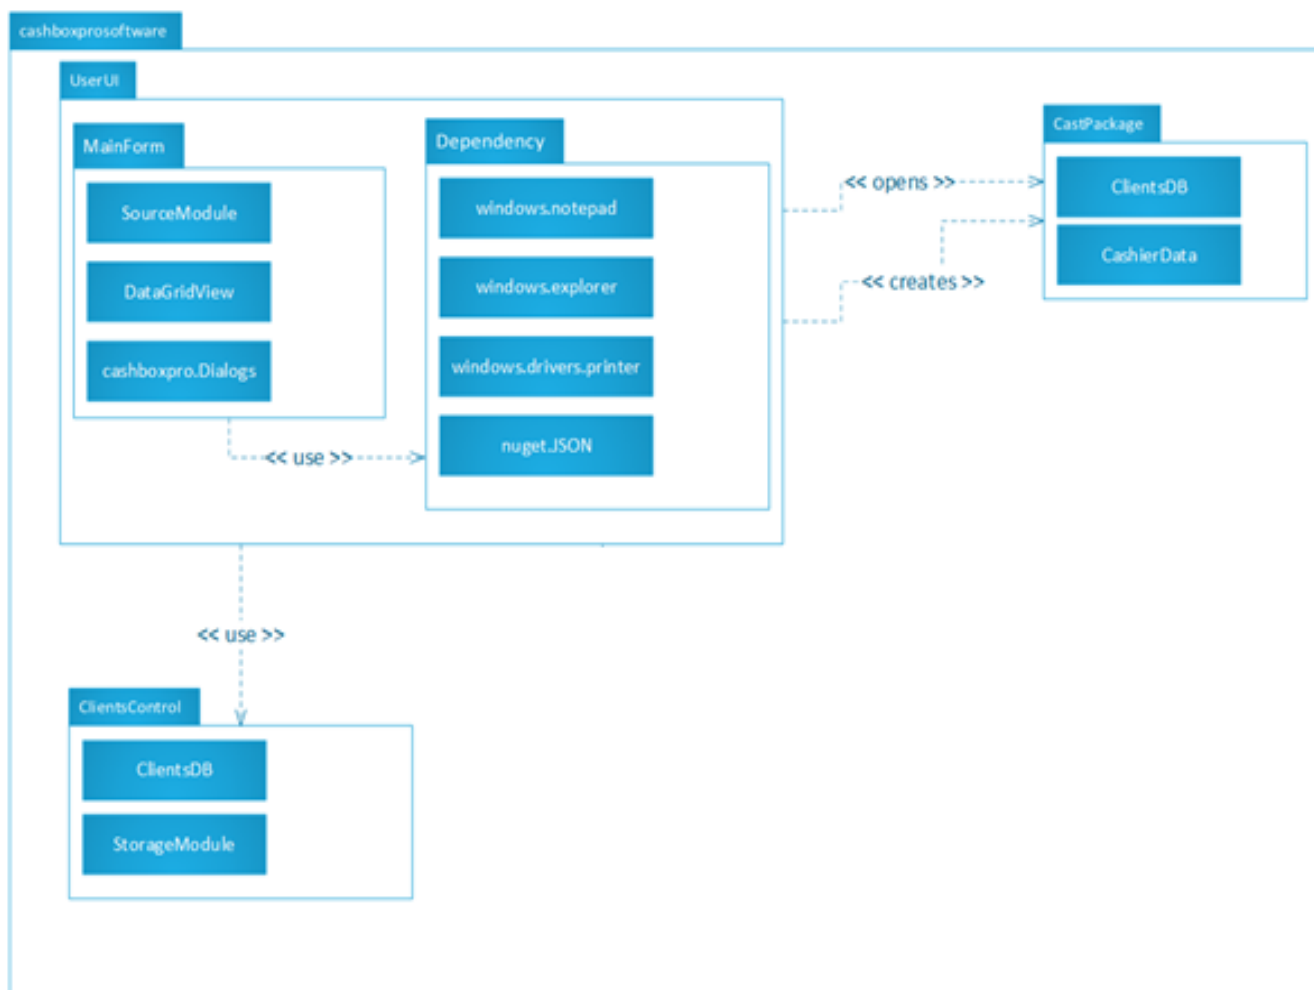 cashboxprosoftware
UserUI
MainForm
SourceModule
DataGridView
cashboxpro.Dialogs
Dependency
windows.notepad
windows.explorer
windows.drivers.printer
nuget.JSON
<< use >>
<< opens >>
<< creates >>
CastPackage
ClientsDB
CashierData
<< use >>
ClientsControl
ClientsDB
StorageModule